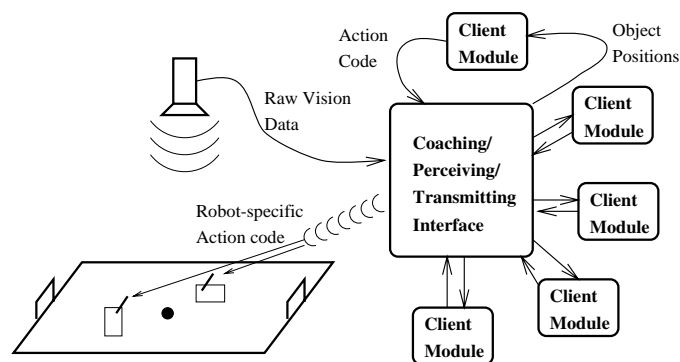 Action
Code
Client
Module
Object
Positions
Raw Vision
Data
Client
Module
Coaching/
Perceiving/
Transmitting
Interface
Client
Module
Robot-specific
Action code
Client
Module
Client
Module